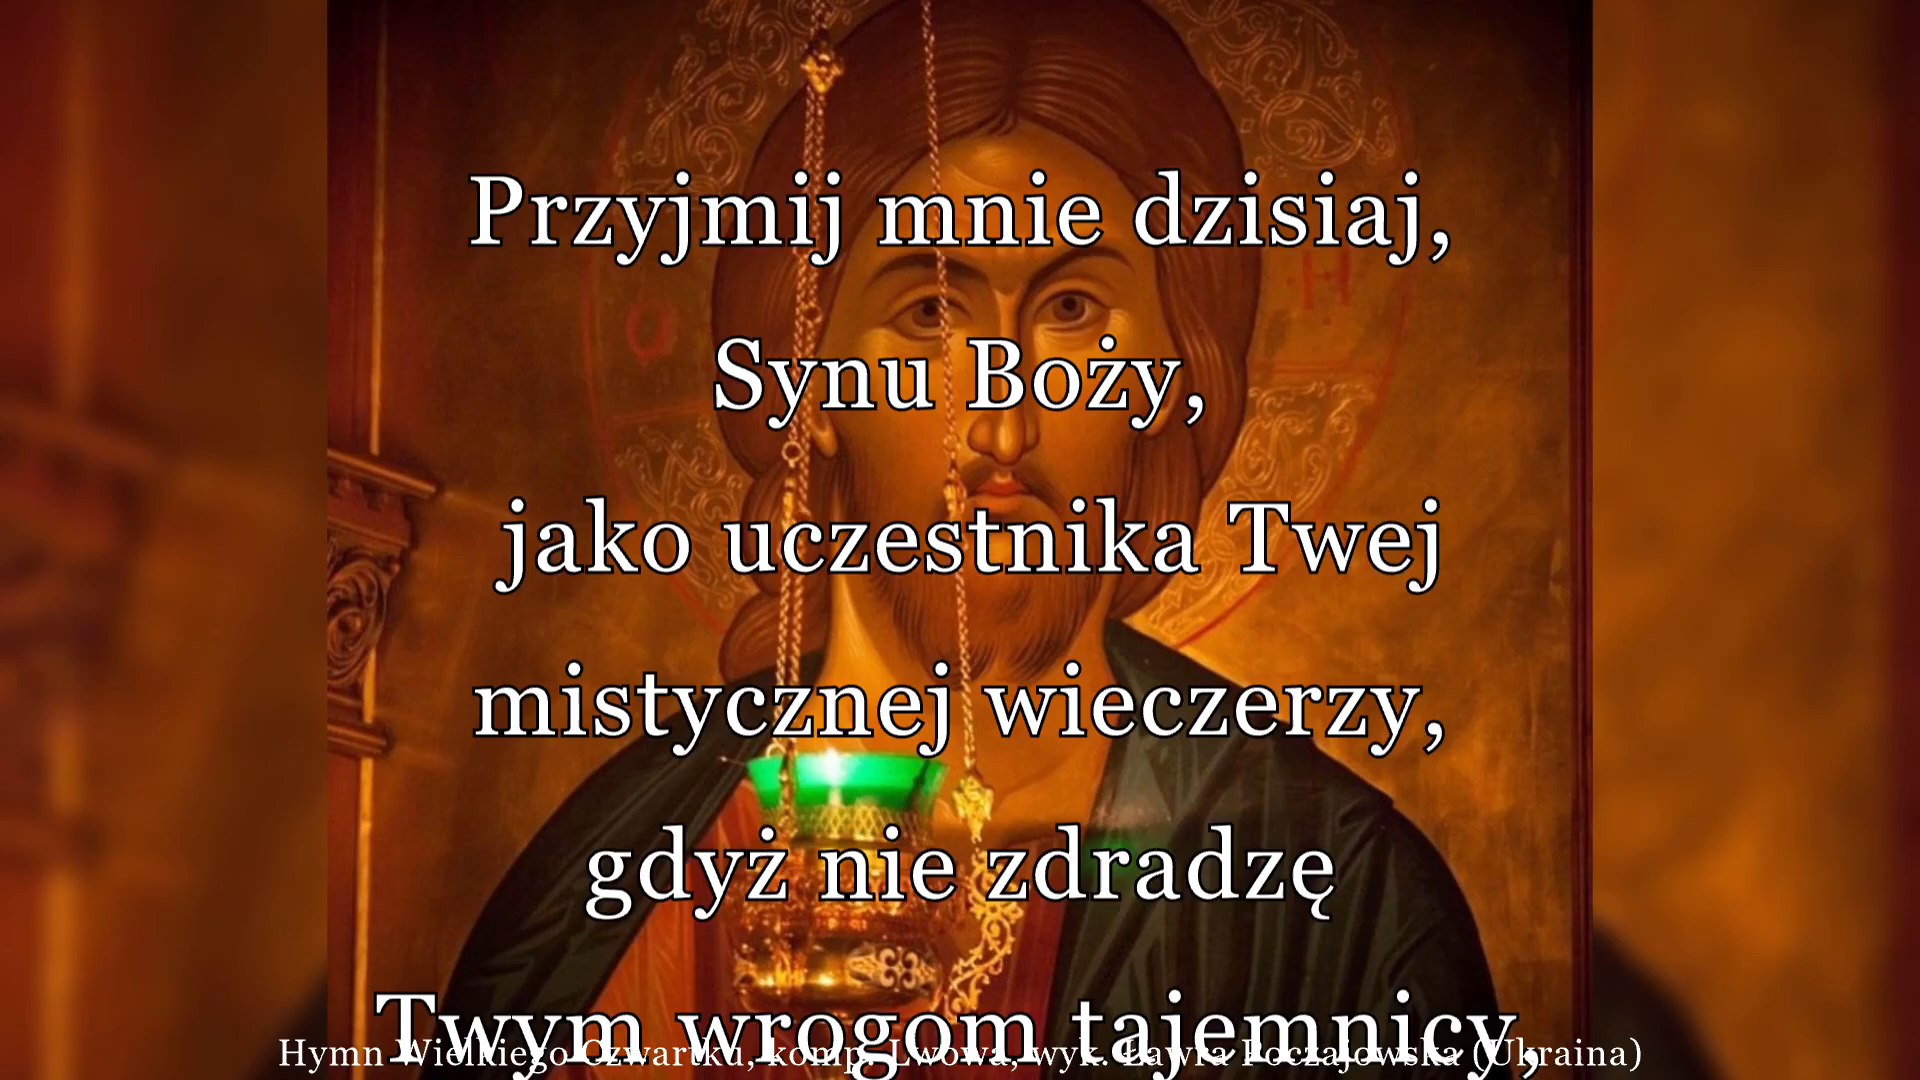 Przyjmij mnie dzisiaj,
Synu Boży,
jako uczestnika Twej
mistycznej wieczerzy,
gdyż nie zdradzę
Twym wrogom tajemnicy,
Hymn Wielkiego Czwartku, komp. Lwowa, wyk. Ławra Poczajowska (Ukraina)
O
Н